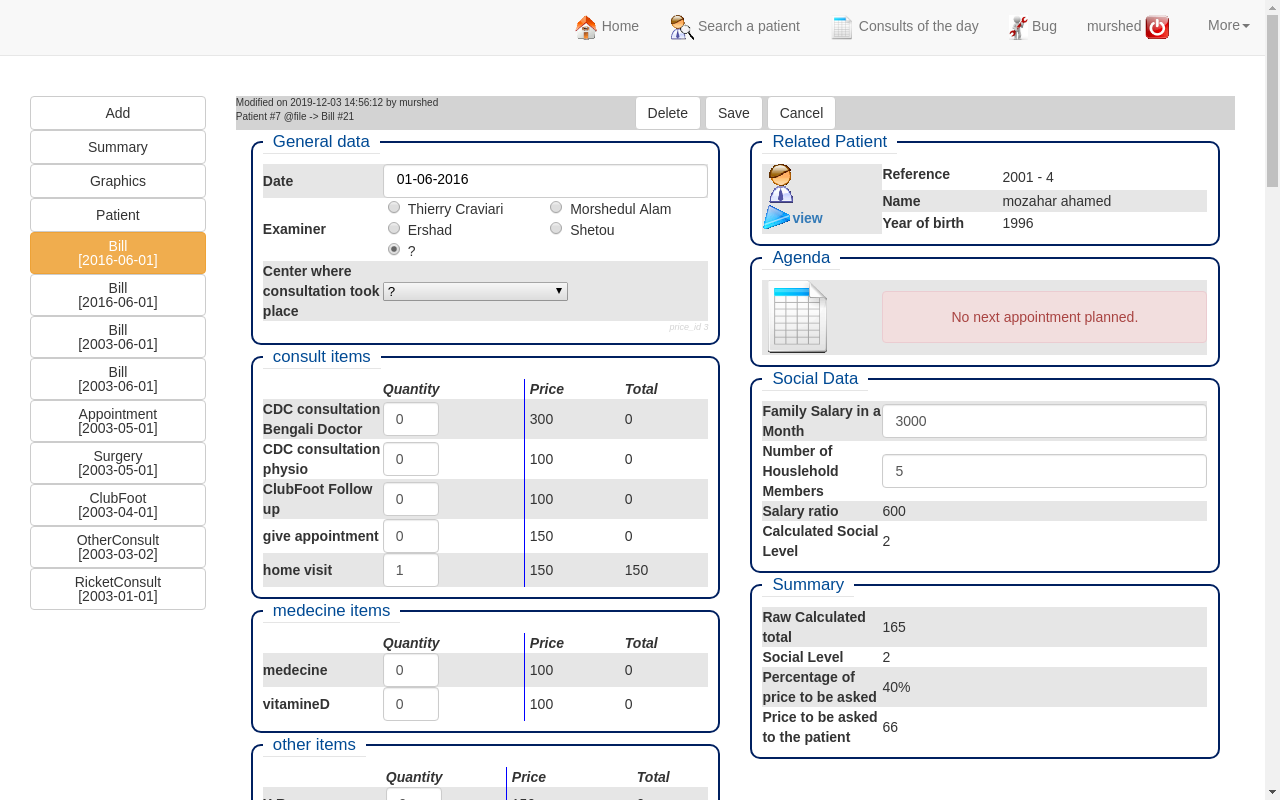 Home
Search a patient
Consults of the day
Bug
murshed
More
Add
Summary
Graphics
Patient
Bill
[2016-06-01]
Bill
[2016-06-01]
Bill
[2003-06-01]
Bill
[2003-06-01]
Appointment
[2003-05-01]
Surgery
[2003-05-01]
ClubFoot
[2003-04-01]
OtherConsult
[2003-03-02]
RicketConsult
[2003-01-01]
Modified on 2019-12-03 14:56:12 by murshed
Patient #7 @file -> Bill #21
Delete
Save
Cancel
General data
Date
01-06-2016
Examiner
Thierry Craviari
Morshedul Alam
Ershad
Shetou
?
Center where
consultation took
place
?
price_id 3
consult items
Quantity Price Total
CDC consultation
Bengali Doctor
0 300 0
CDC consultation
physio
0 100 0
ClubFoot Follow
up
0 100 0
give appointment 0 150 0
home visit 1 150 150
medecine items
Quantity Price Total
medecine 0 100 0
vitamineD 0 100 0
other items
Quantity Price Total
Related Patient
view
Reference 2001 - 4
Name mozahar ahamed
Year of birth 1996
Agenda
No next appointment planned.
Social Data
Family Salary in a
Month
3000
Number of
Houslehold
Members
5
Salary ratio 600
Calculated Social
Level
2
Summary
Raw Calculated
total
165
Social Level 2
Percentage of
price to be asked
40%
Price to be asked
to the patient
66